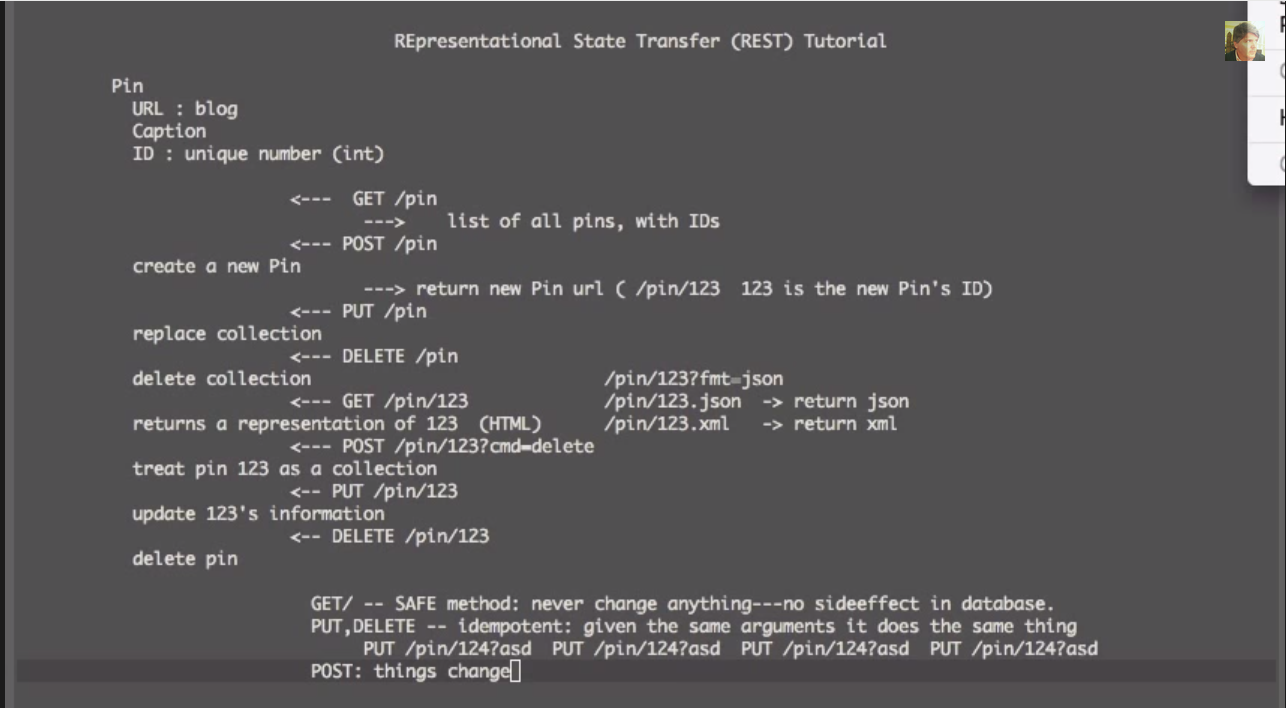 REpresentational State Transfer (REST) Tutorial
Pin
URL : blog
Caption
ID : unique number (int)
<--- GET /pin
---> list of all pins, with IDs
<--- POST /pin
create a new Pin
---> return new Pin url ( /pin/123 123 is the new Pin's ID)
<--- PUT /pin
replace collection
<--- DELETE /pin
delete collection /pin/123?fmt=json
<--- GET /pin/123 /pin/123.json -> return json
returns a representation of 123 (HTML) /pin/123.xml -> return xml
<--- POST /pin/123?cmd=delete
treat pin 123 as a collection
<-- PUT /pin/123
update 123's information
<-- DELETE /pin/123
delete pin
GET/ -- SAFE method: never change anything---no sideeffect in database.
PUT,DELETE -- idempotent: given the same arguments it does the same thing
PUT /pin/124?asd PUT /pin/124?asd PUT /pin/124?asd PUT /pin/124?asd
POST: things change